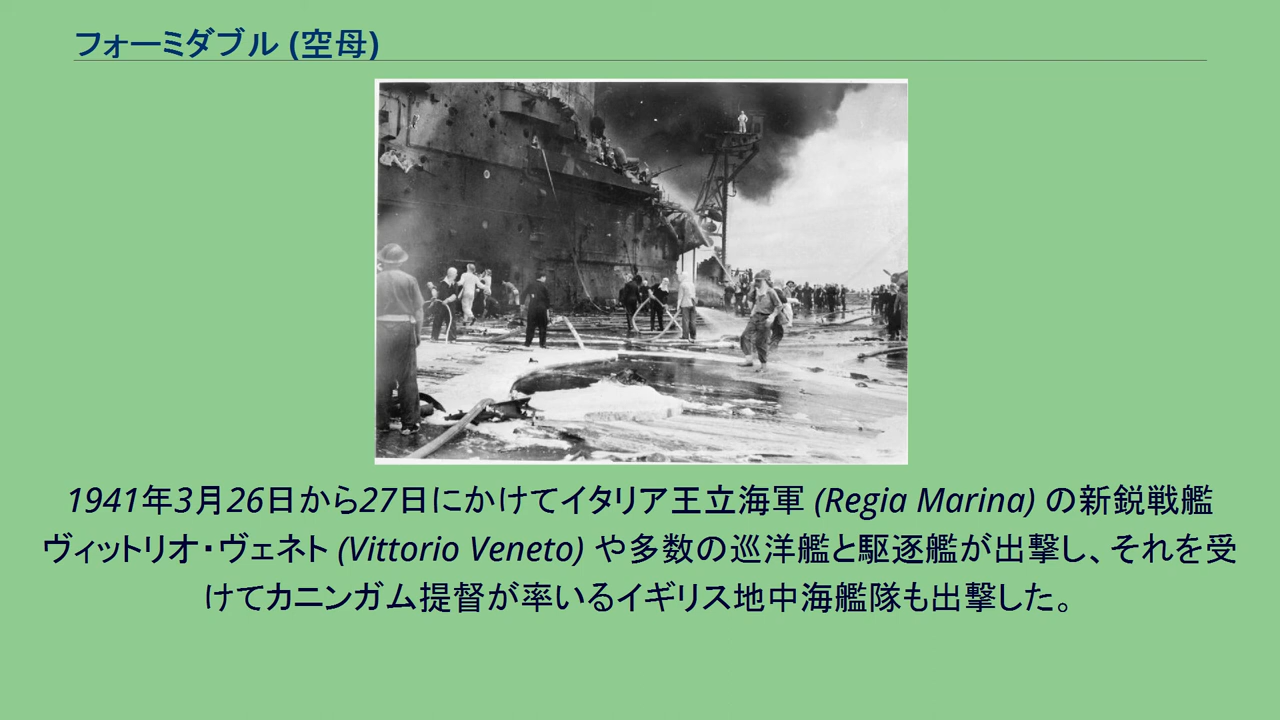 フォーミダブル (空母)
1941年3月26日から27日にかけてイタリア王立海軍 (Regia Marina) の新鋭戦艦
ヴィットリオ・ヴェネト (Vittorio Veneto) や多数の巡洋艦と駆逐艦が出撃し、それを受
けてカニンガム提督が率いるイギリス地中海艦隊も出撃した。